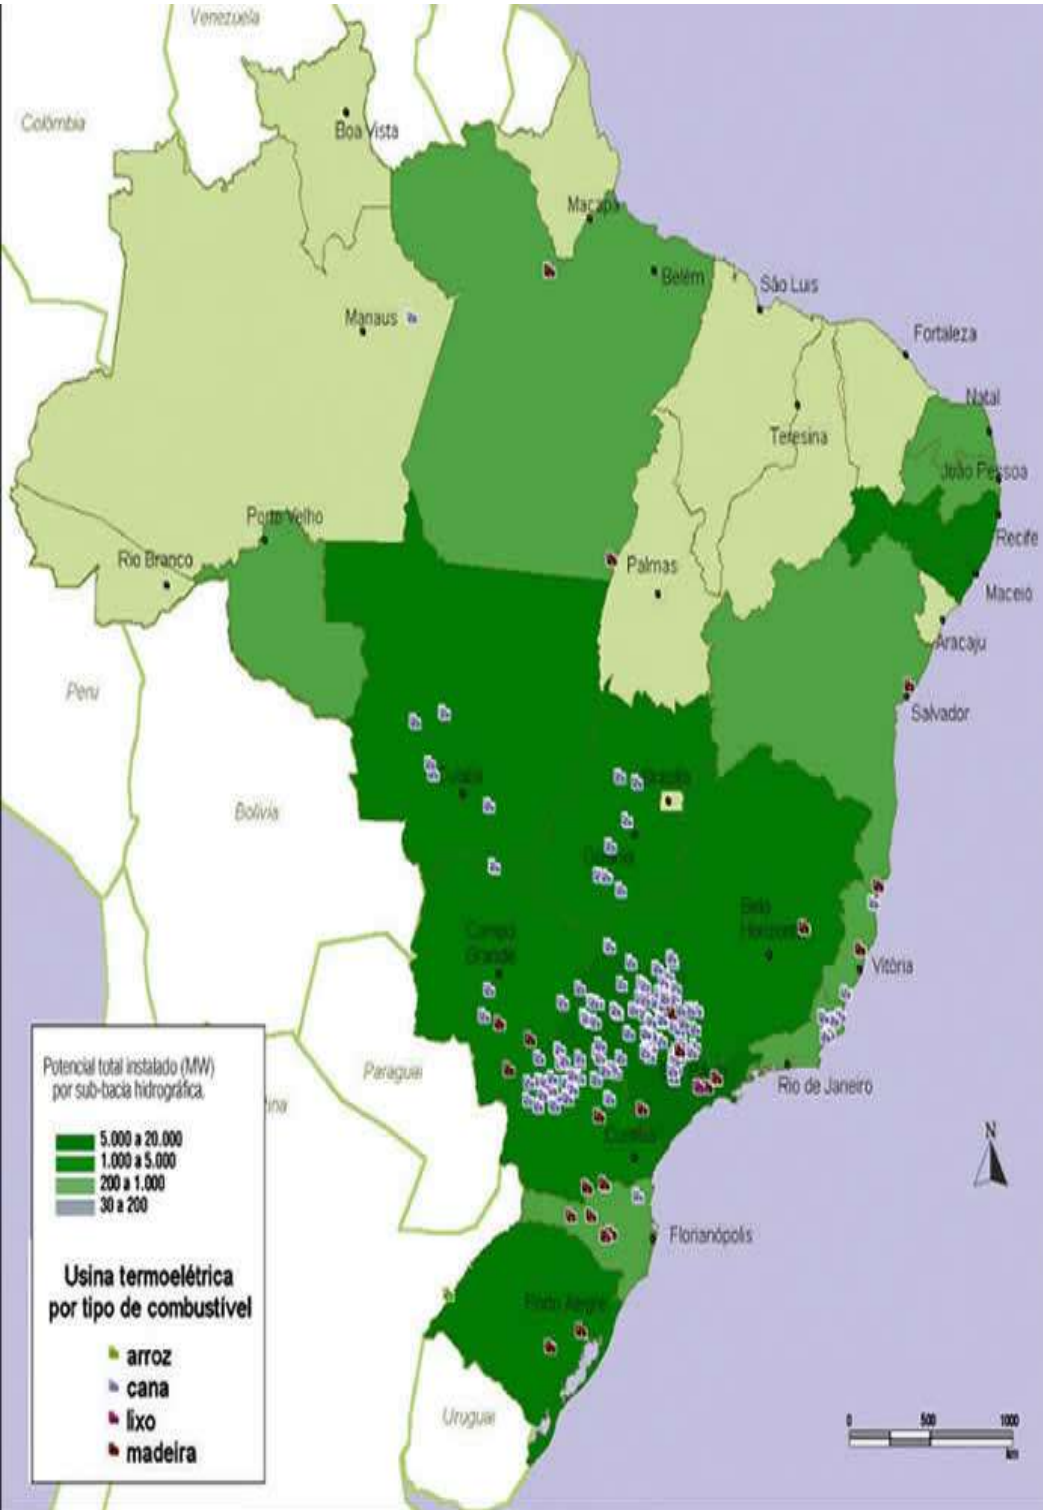 Venezuela
Colômbia
Boa Vista
Macapá
Belém
São Luis
Manaus
Fortaleza
Natal
Teresina
João Pessoa
Porto Velho
Recife
Rio Branco
Palmas
Maceió
Aracaju
Peru
Salvador
Bolívia
Belo
Horizonte
Campo
Grande
Vitória
Paraguai
Rio de Janeiro
Curitiba
Florianópolis
Porto Alegre
Uruguai
N
0 500 1000
km
Potencial total instalado (MW)
por sub-bacia hidrográfica.
5.000 a 20.000
1.000 a 5.000
200 a 1.000
30 a 200
Usina termoelétrica
por tipo de combustível
arroz
cana
lixo
madeira